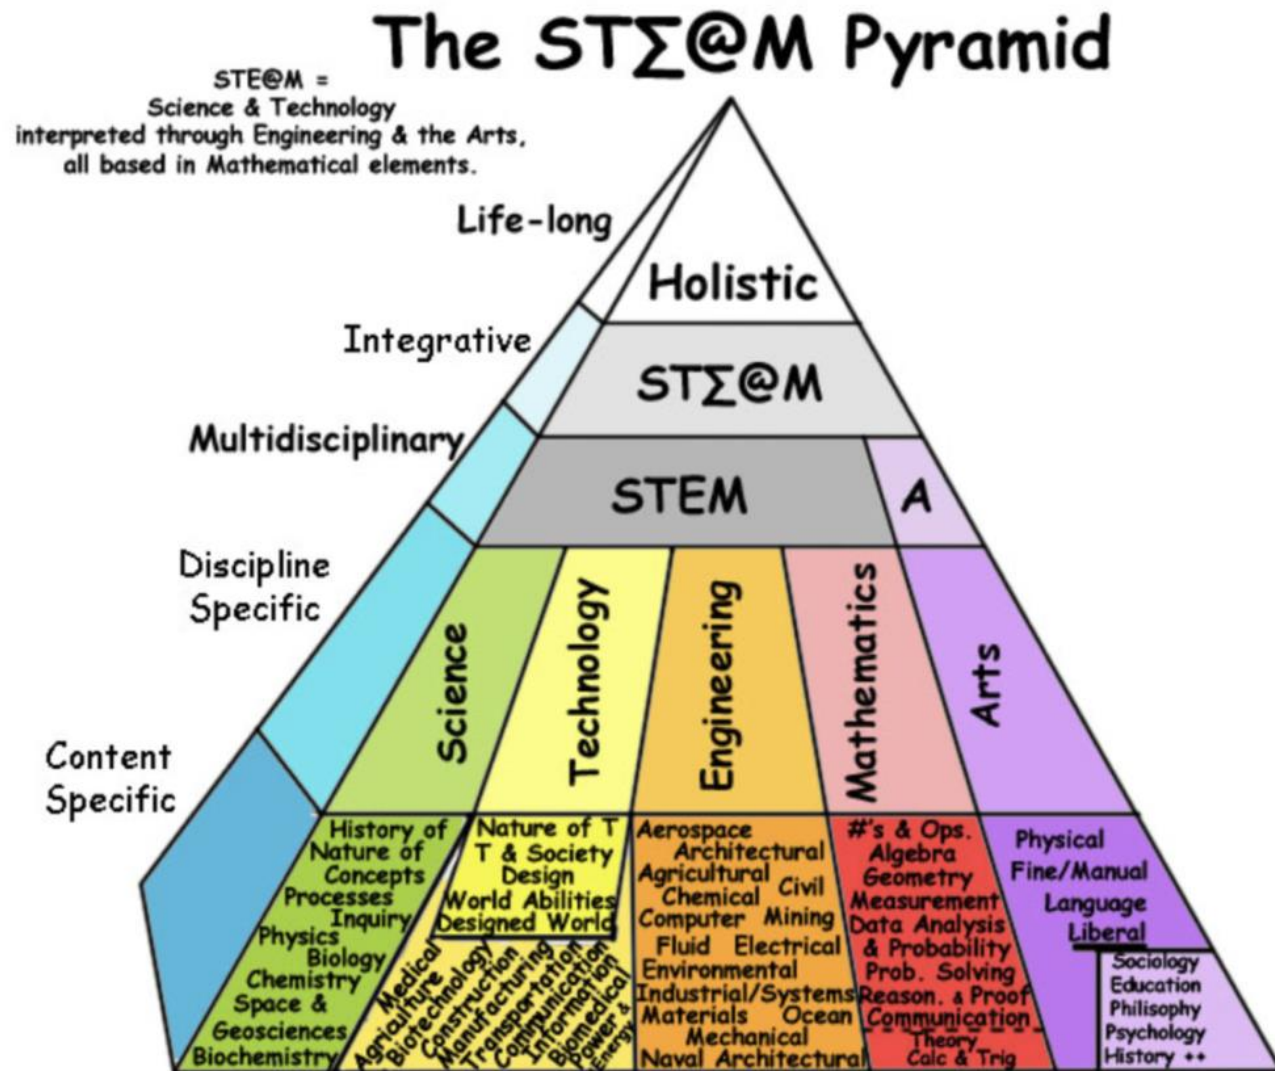 The STΣ@M Pyramid
STE@M =
Science & Technology
interpreted through Engineering & the Arts,
all based in Mathematical elements.
Life-long
Holistic
Integrative
STΣ@M
Multidisciplinary
STEM
A
Discipline
Specific
Science
Technology
Engineering
Mathematics
Arts
Content
Specific
History of
Nature of
Concepts
Processes
Inquiry
Physics
Biology
Chemistry
Space &
Geosciences
Biochemistry
Nature of T
T & Society
Design
World Abilities
Designed World
Medical
Agriculture
Biotechnology
Construction
Manufacturing
Transportation
Communication
Information
Biomedical
Power &
Energy
Aerospace
Architectural
Agricultural
Chemical Civil
Computer Mining
Fluid Electrical
Environmental
Industrial/Systems
Materials Ocean
Mechanical
Naval Architectural
#'s & Ops.
Algebra
Geometry
Measurement
Data Analysis
& Probability
Prob. Solving
Reason. & Proof
Communication
Theory
Calc & Trig
Physical
Fine/Manual
Language
Liberal
Sociology
Education
Philisophy
Psychology
History ++